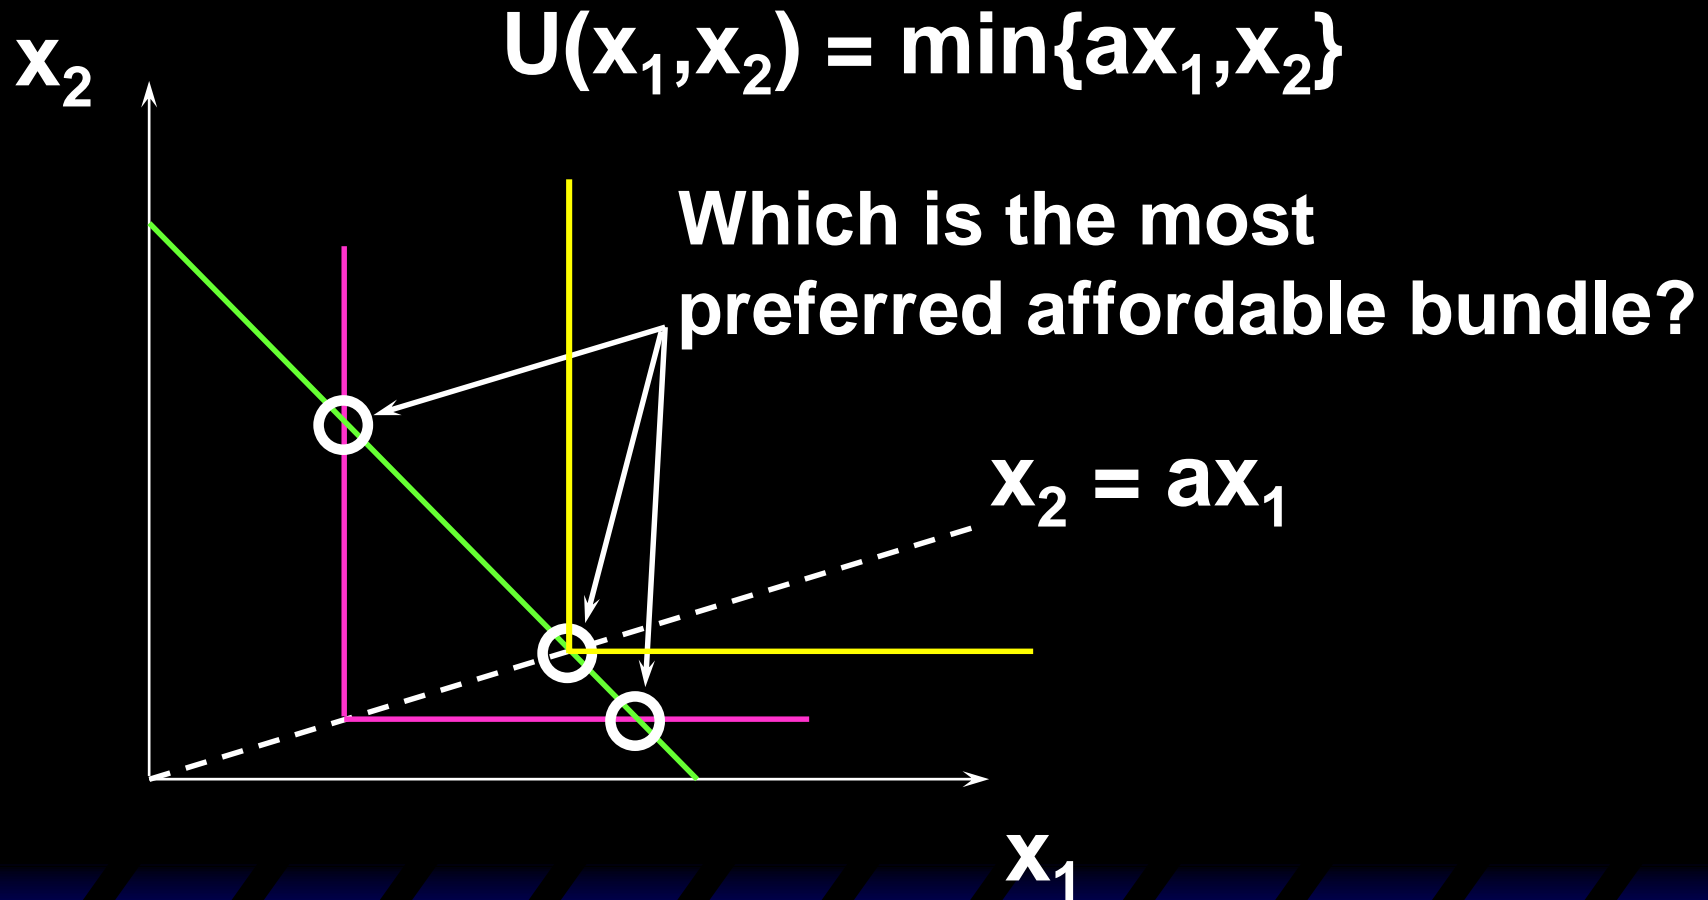 U(x₁,x₂) = min{ax₁,x₂}
x₂
Which is the most
preferred affordable bundle?
x₂ = ax₁
x₁